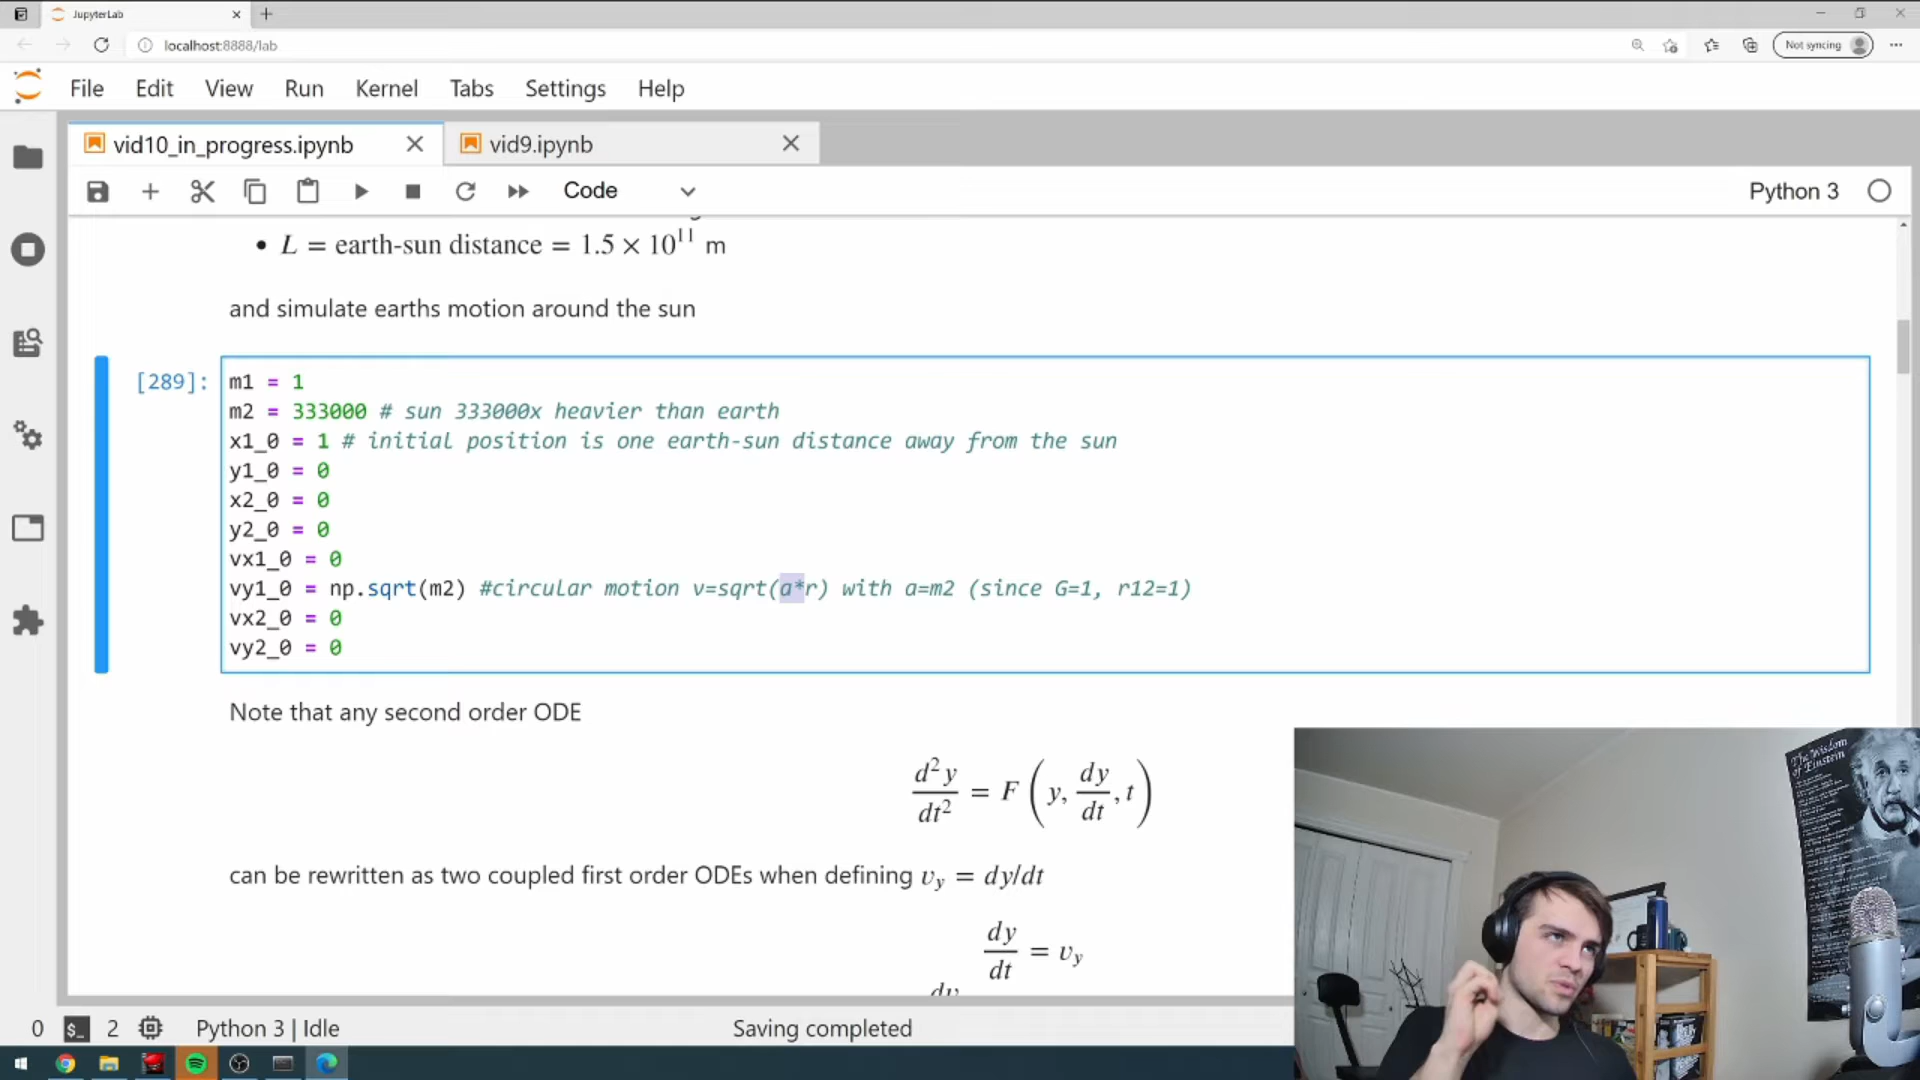 JupyterLab
localhost:8888/lab
Not syncing
File Edit View Run Kernel Tabs Settings Help
vid10_in_progress.ipynb
vid9.ipynb
Code
Python 3
• L = earth-sun distance = 1.5 × 10^11 m
and simulate earths motion around the sun
[289]:
m1 = 1
m2 = 333000 # sun 333000x heavier than earth
x1_0 = 1 # initial position is one earth-sun distance away from the sun
y1_0 = 0
x2_0 = 0
y2_0 = 0
vx1_0 = 0
vy1_0 = np.sqrt(m2) #circular motion v=sqrt(a*r) with a=m2 (since G=1, r12=1)
vx2_0 = 0
vy2_0 = 0
Note that any second order ODE
d²y/dt² = F(y, dy/dt, t)
can be rewritten as two coupled first order ODEs when defining v_y = dy/dt
dy/dt = v_y
The Wisdom
of Einstein
0
2
Python 3 | Idle
Saving completed